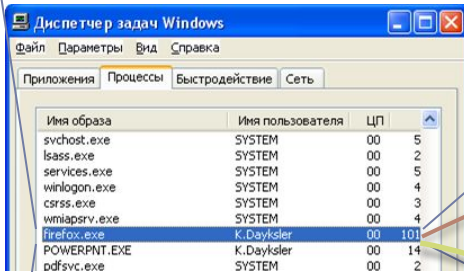 Диспетчер задач Windows
Файл Параметры Вид Справка
Приложения Процессы Быстродействие Сеть
Имя образа Имя пользователя ЦП
svchost.exe SYSTEM 00 5
lsass.exe SYSTEM 00 2
services.exe SYSTEM 00 5
winlogon.exe SYSTEM 00 4
csrss.exe SYSTEM 00 3
wmiapsrv.exe SYSTEM 00 4
firefox.exe K.Dayksler 00 101
POWERPNT.EXE K.Dayksler 00 14
pdfsvc.exe SYSTEM 00 2